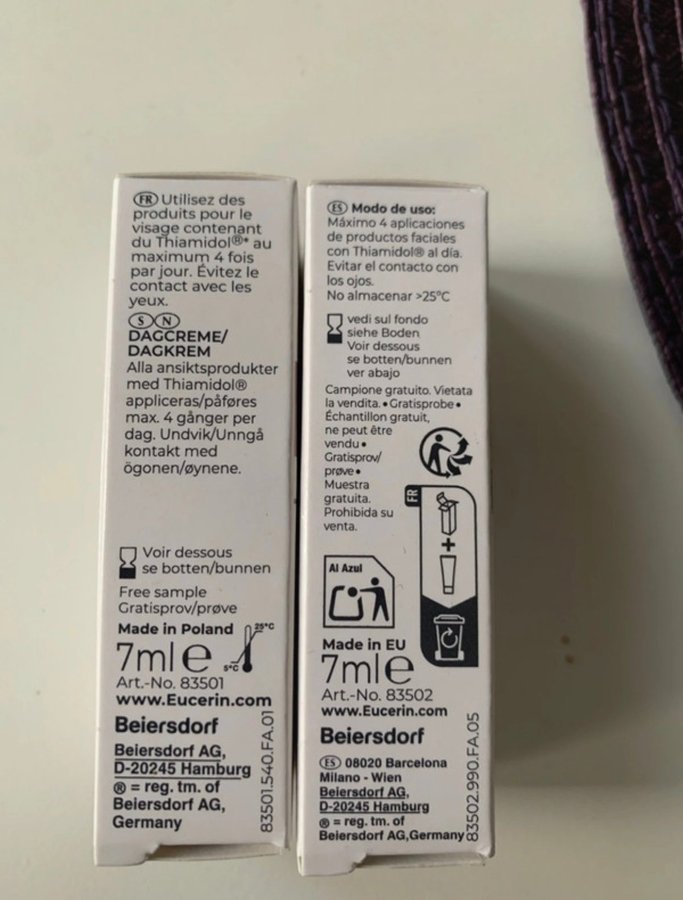 FR Utilisez des
produits pour le
visage contenant
du Thiamidol®* au
maximum 4 fois
par jour. Évitez le
contact avec les
yeux.
S N
DAGCREME/
DAGKREM
Alla ansiktsprodukter
med Thiamidol®
appliceras/påføres
max. 4 gånger per
dag. Undvik/Unngå
kontakt med
ögonen/øynene.
Voir dessous
se botten/bunnen
Free sample
Gratisprov/prøve
Made in Poland
25°C
5°C
7ml e
Art.-No. 83501
www.Eucerin.com
Beiersdorf
Beiersdorf AG,
D-20245 Hamburg
® = reg. tm. of
Beiersdorf AG,
Germany
83501.540.FA.01
ES Modo de uso:
Máximo 4 aplicaciones
de productos faciales
con Thiamidol® al día.
Evitar el contacto con
los ojos.
No almacenar >25°C
vedi sul fondo
siehe Boden
Voir dessous
se botten/bunnen
ver abajo
Campione gratuito. Vietata
la vendita. • Gratisprobe •
Échantillon gratuit,
ne peut être
vendu •
Gratisprov/
prøve •
Muestra
gratuita.
Prohibida su
venta.
FR
+
Al Azul
Made in EU
7ml e
Art.-No. 83502
www.Eucerin.com
Beiersdorf
ES 08020 Barcelona
Milano - Wien
Beiersdorf AG,
D-20245 Hamburg
® = reg. tm. of
Beiersdorf AG,Germany
83502.990.FA.05